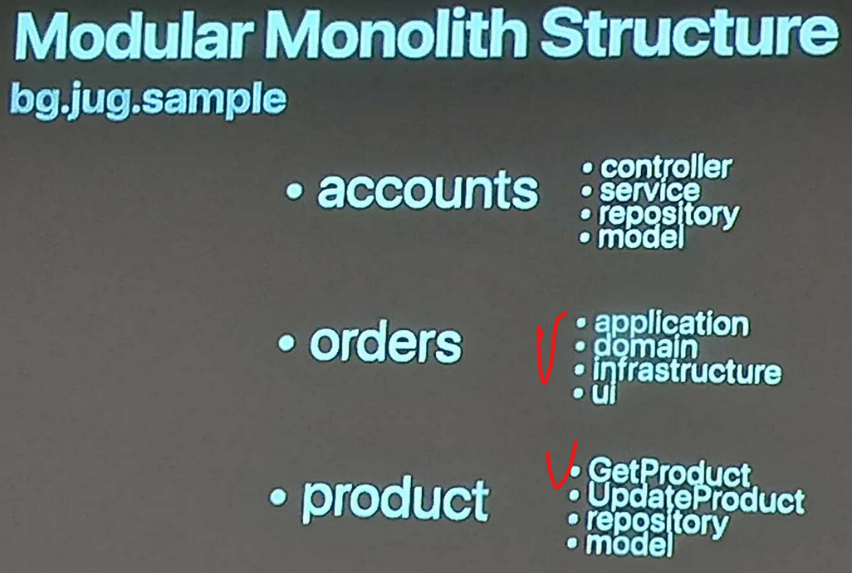 Modular Monolith Structure
bg.jug.sample
• accounts
• controller
• service
• repository
• model
• orders
• application
• domain
• infrastructure
• ui
• product
• GetProduct
• UpdateProduct
• repository
• model